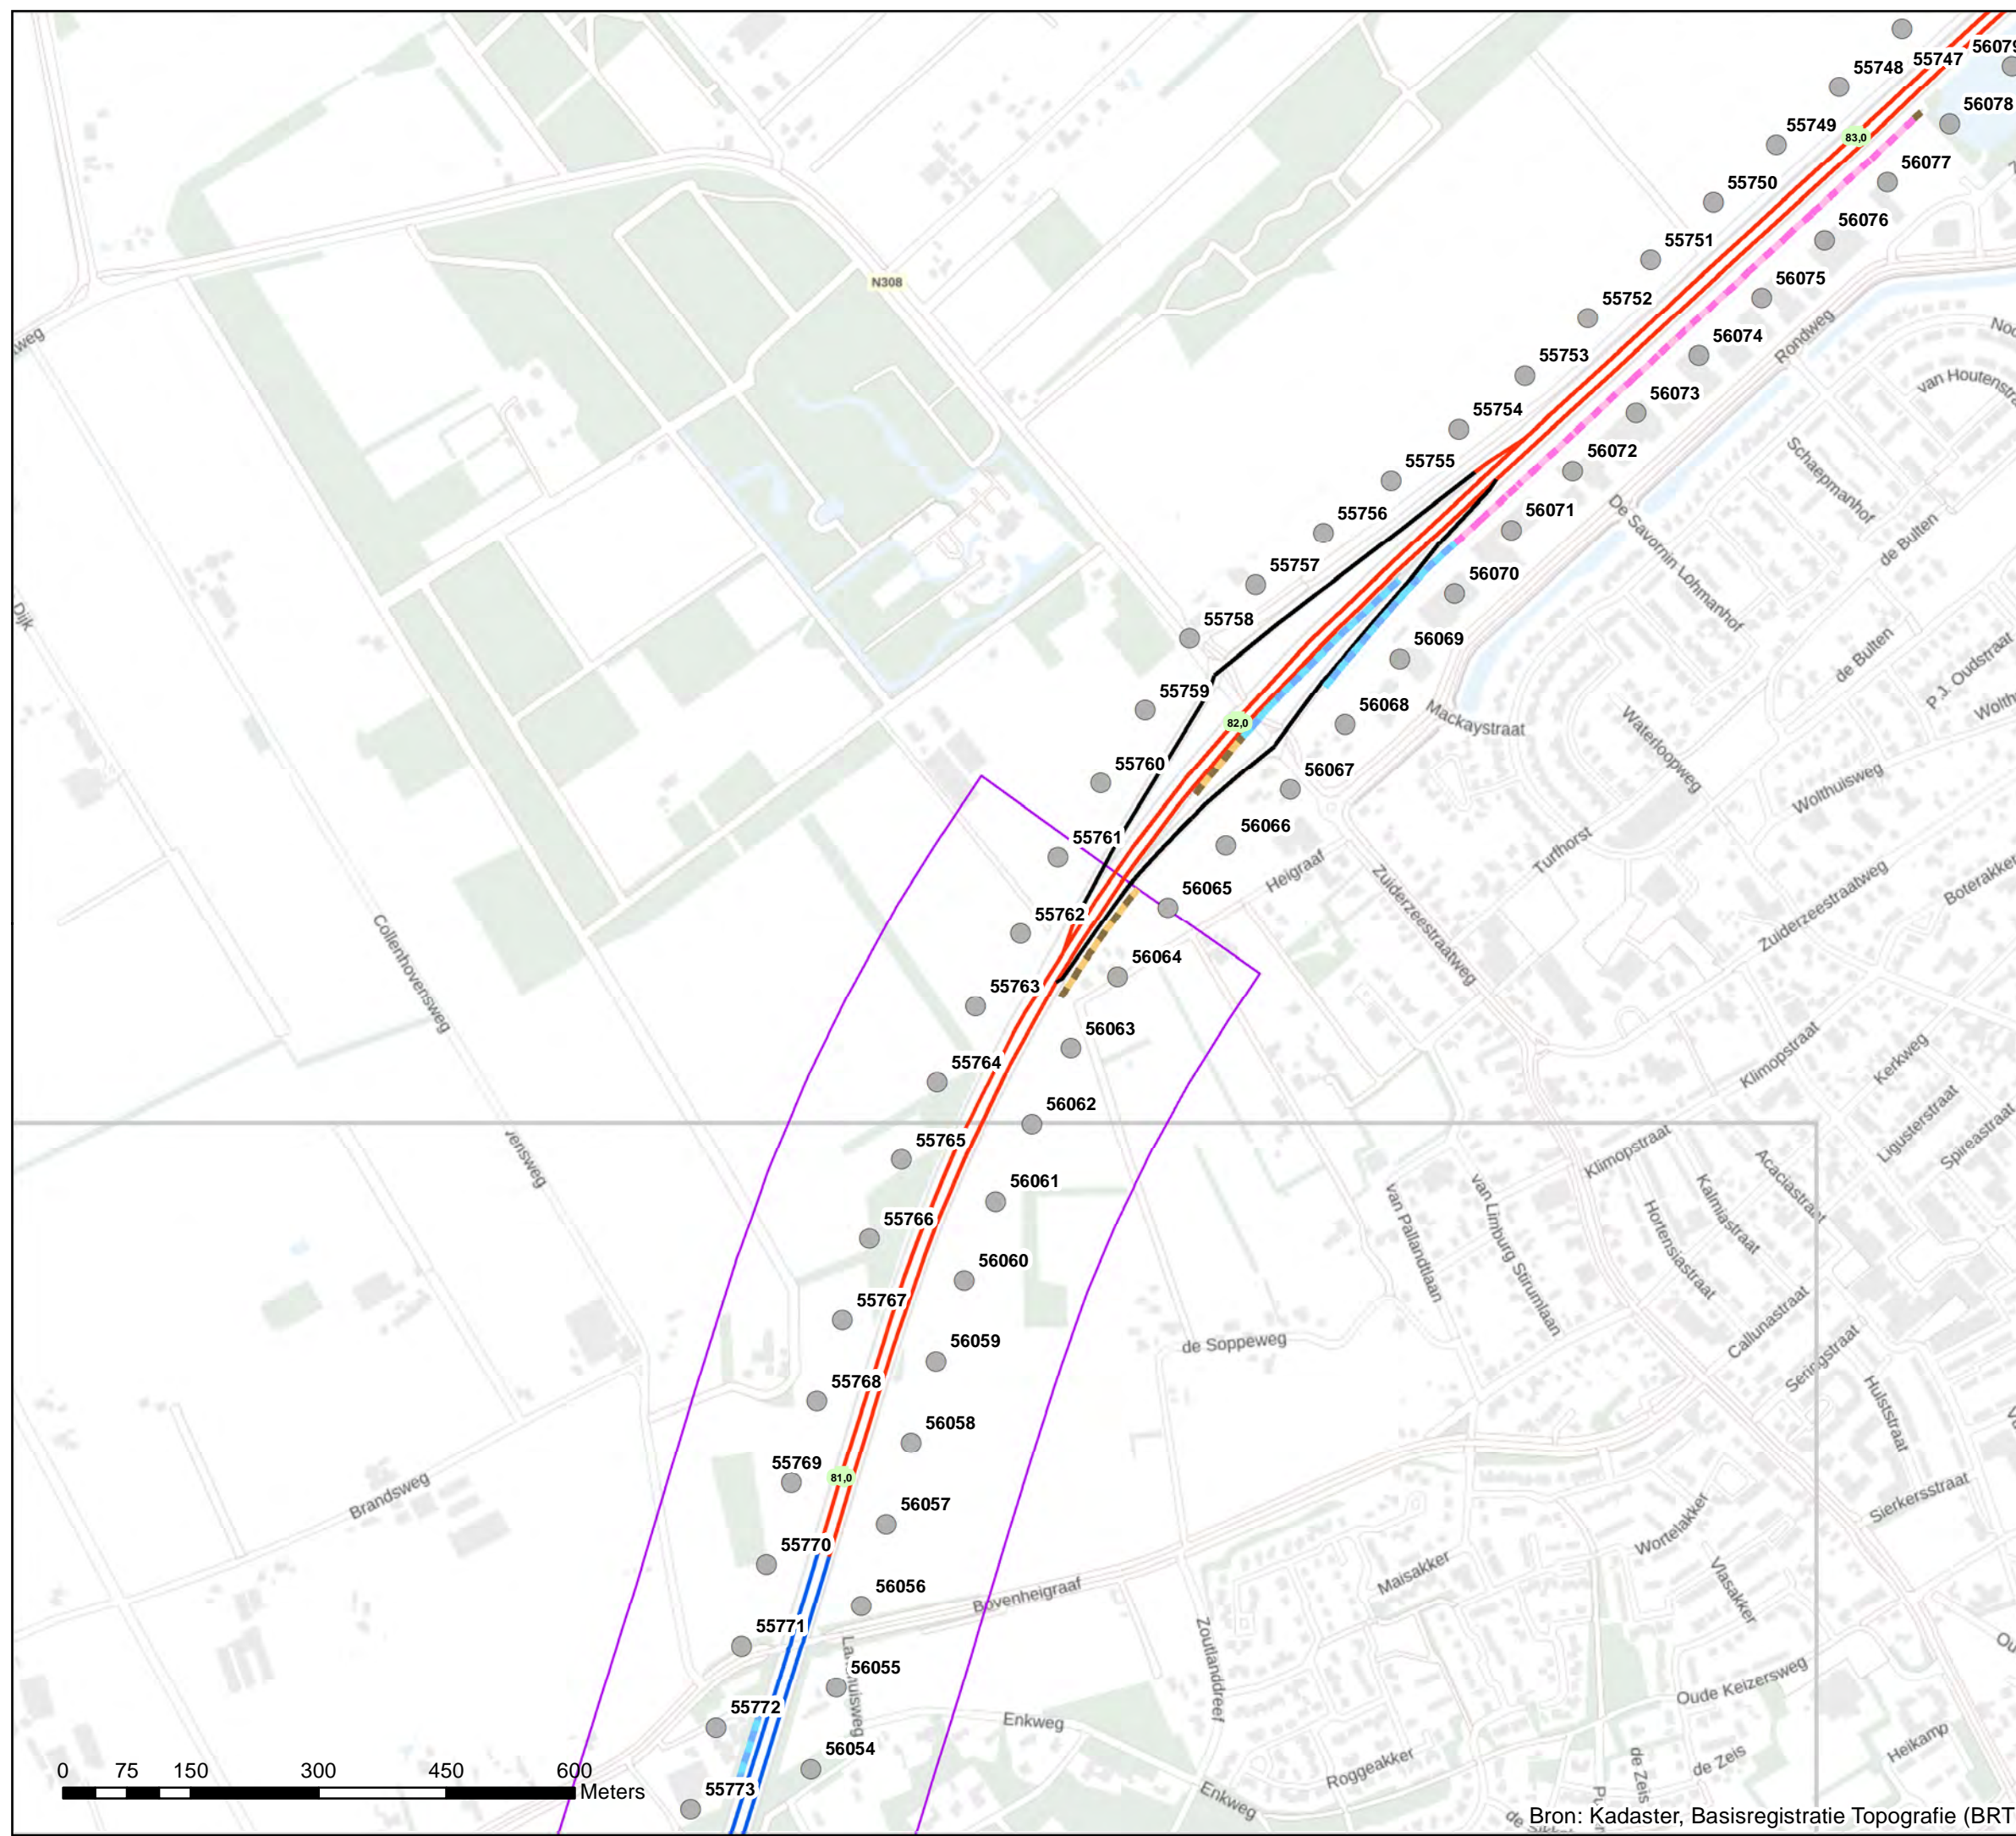 55747
56079
55748
56078
55749
83,0
56077
55750
56076
55751
N308
56075
55752
Rondweg
56074
55753
van Houtenstra
56073
55754
Schaepmanhof
55755
56072
De Savornin Lohmanhof
55756
56071
de Bulten
55757
56070
Dijk
55758
56069
de Bulten
P.J. Oudstraat
55759
56068
82,0
Mackaystraat
Waterloopweg
55760
56067
Wolthuisweg
55761
56066
Turfhorst
Heigraaf
Zuiderzeestraatweg
Zuiderzeestraatweg
Boterakker
56065
55762
Collenhovensweg
56064
55763
56063
55764
Klimopstraat
Kerkweg
56062
55765
Klimopstraat
Ligusterstraat
Spireastraat
Acaciastraat
vensweg
56061
55766
van Pallandtlaan
van Limburg Stirumlaan
Kalmiastraat
Hortensiastraat
56060
55767
Callunastraat
de Soppeweg
56059
Seringstraat
55768
Hulststraat
56058
55769
81,0
Brandsweg
Sierkersstraat
56057
Wortelakker
55770
Maisakker
Vlasakker
56056
Bovenheigraaf
55771
Zoutlanddreef
56055
Oude Keizersweg
55772
Enkweg
Heikamp
56054
de Zeis
de Zeis
Roggeakker
0 75 150 300 450 600
Meters
55773
Enkweg
Bron: Kadaster, Basisregistratie Topografie (BRT